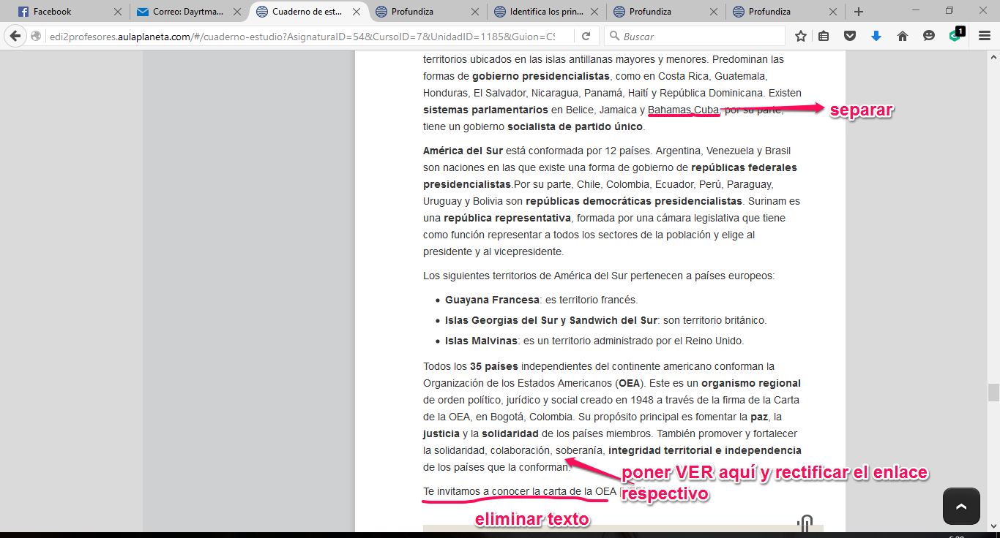 Facebook
Correo: Dayrtma...
Cuaderno de est...
Profundiza
Identifica los prin...
Profundiza
Profundiza
edi2profesores.aulaplaneta.com/#/cuaderno-estudio?AsignaturaID=54&CursoID=7&UnidadID=1185&Guion=CS
Buscar
1
territorios ubicados en las islas antillanas mayores y menores. Predominan las
formas de gobierno presidencialistas, como en Costa Rica, Guatemala,
Honduras, El Salvador, Nicaragua, Panamá, Haití y República Dominicana. Existen
sistemas parlamentarios en Belice, Jamaica y Bahamas.Cuba, por su parte,
separar
tiene un gobierno socialista de partido único.
América del Sur está conformada por 12 países. Argentina, Venezuela y Brasil
son naciones en las que existe una forma de gobierno de repúblicas federales
presidencialistas.Por su parte, Chile, Colombia, Ecuador, Perú, Paraguay,
Uruguay y Bolivia son repúblicas democráticas presidencialistas. Surinam es
una república representativa, formada por una cámara legislativa que tiene
como función representar a todos los sectores de la población y elige al
presidente y al vicepresidente.
Los siguientes territorios de América del Sur pertenecen a países europeos:
• Guayana Francesa: es territorio francés.
• Islas Georgias del Sur y Sandwich del Sur: son territorio británico.
• Islas Malvinas: es un territorio administrado por el Reino Unido.
Todos los 35 países independientes del continente americano conforman la
Organización de los Estados Americanos (OEA). Este es un organismo regional
de orden político, jurídico y social creado en 1948 a través de la firma de la Carta
de la OEA, en Bogotá, Colombia. Su propósito principal es fomentar la paz, la
justicia y la solidaridad de los países miembros. También promover y fortalecer
la solidaridad, colaboración, soberanía, integridad territorial e independencia
de los países que la conforman.
poner VER aquí y rectificar el enlace
respectivo
Te invitamos a conocer la carta de la OEA
eliminar texto